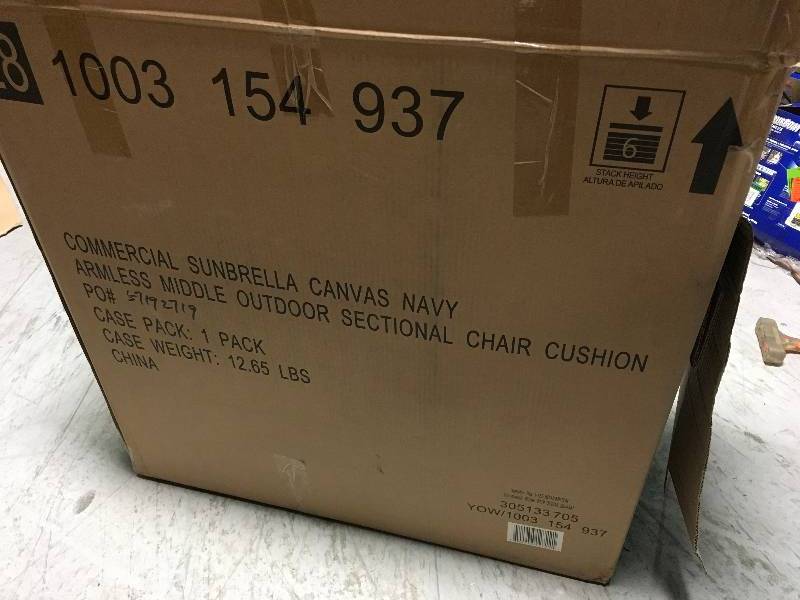 28
1003 154 937
6
STACK HEIGHT
ALTURA DE APILADO
COMMERCIAL SUNBRELLA CANVAS NAVY
ARMLESS MIDDLE OUTDOOR SECTIONAL CHAIR CUSHION
PO# 57192719
CASE PACK: 1 PACK
CASE WEIGHT: 12.65 LBS
CHINA
305133705
YOW/1003 154 937